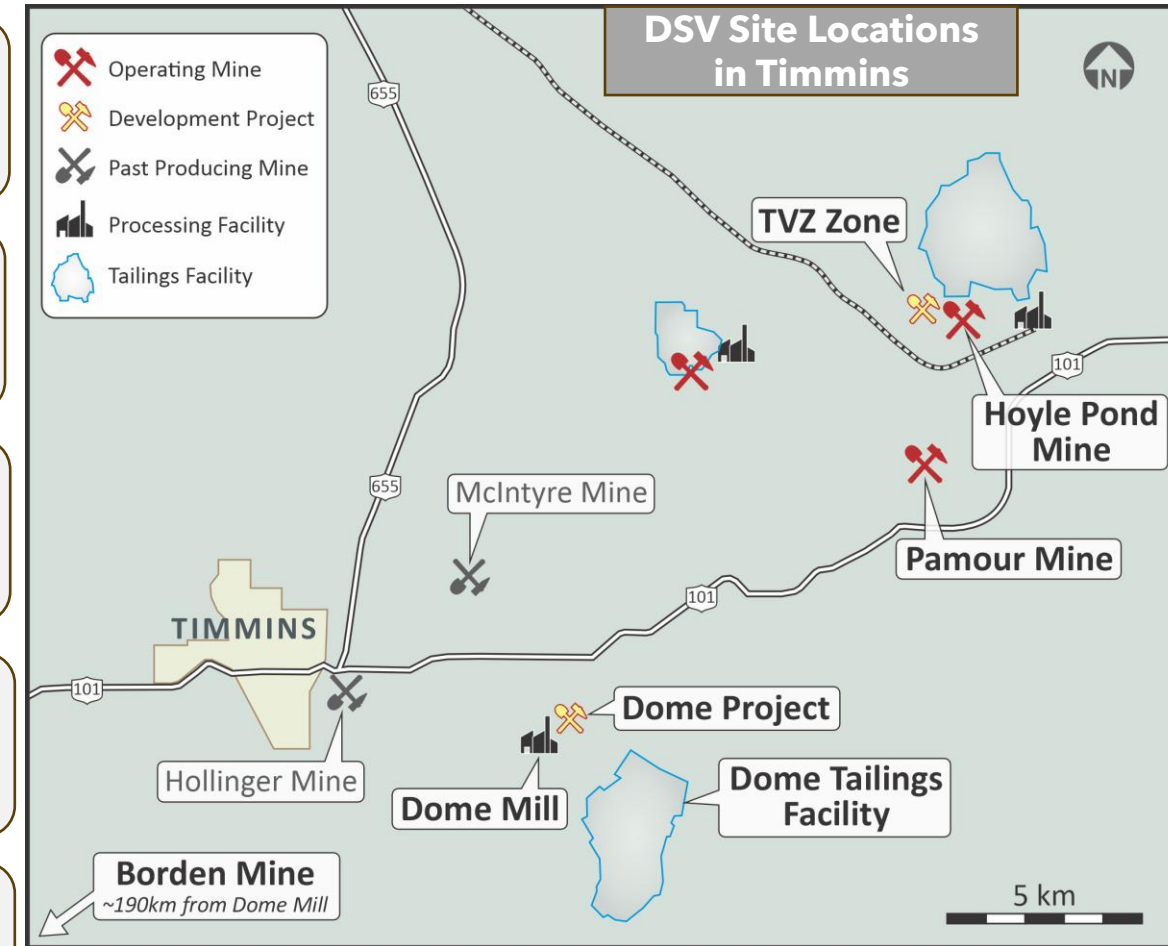 DSV Site Locations
in Timmins
N
Operating Mine
Development Project
Past Producing Mine
Processing Facility
Tailings Facility
655
TVZ Zone
101
Hoyle Pond
Mine
655
McIntyre Mine
Pamour Mine
101
TIMMINS
101
Dome Project
Hollinger Mine
Dome Mill
Dome Tailings
Facility
Borden Mine
~190km from Dome Mill
5 km